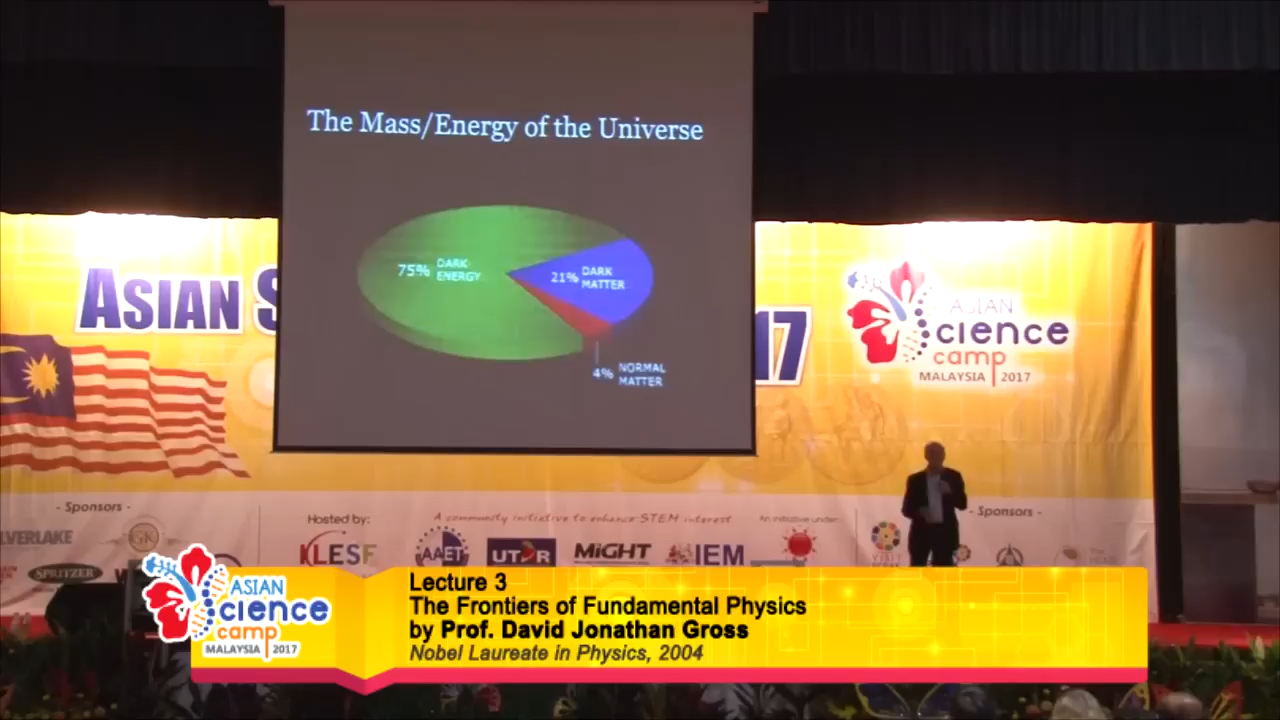 The Mass/Energy of the Universe
75% DARK
ENERGY
21% DARK
MATTER
4% NORMAL
MATTER
ASIAN S
17
ASIAN
Science
camp
MALAYSIA 2017
- Sponsors -
Hosted by:
A community initiative to enhance STEM interest
An initiative under:
- Sponsors -
GK
KLESF
AAET
UTAR
MiGHT
IEM
SPRITZER
ASIAN
Science
camp
MALAYSIA 2017
Lecture 3
The Frontiers of Fundamental Physics
by Prof. David Jonathan Gross
Nobel Laureate in Physics, 2004